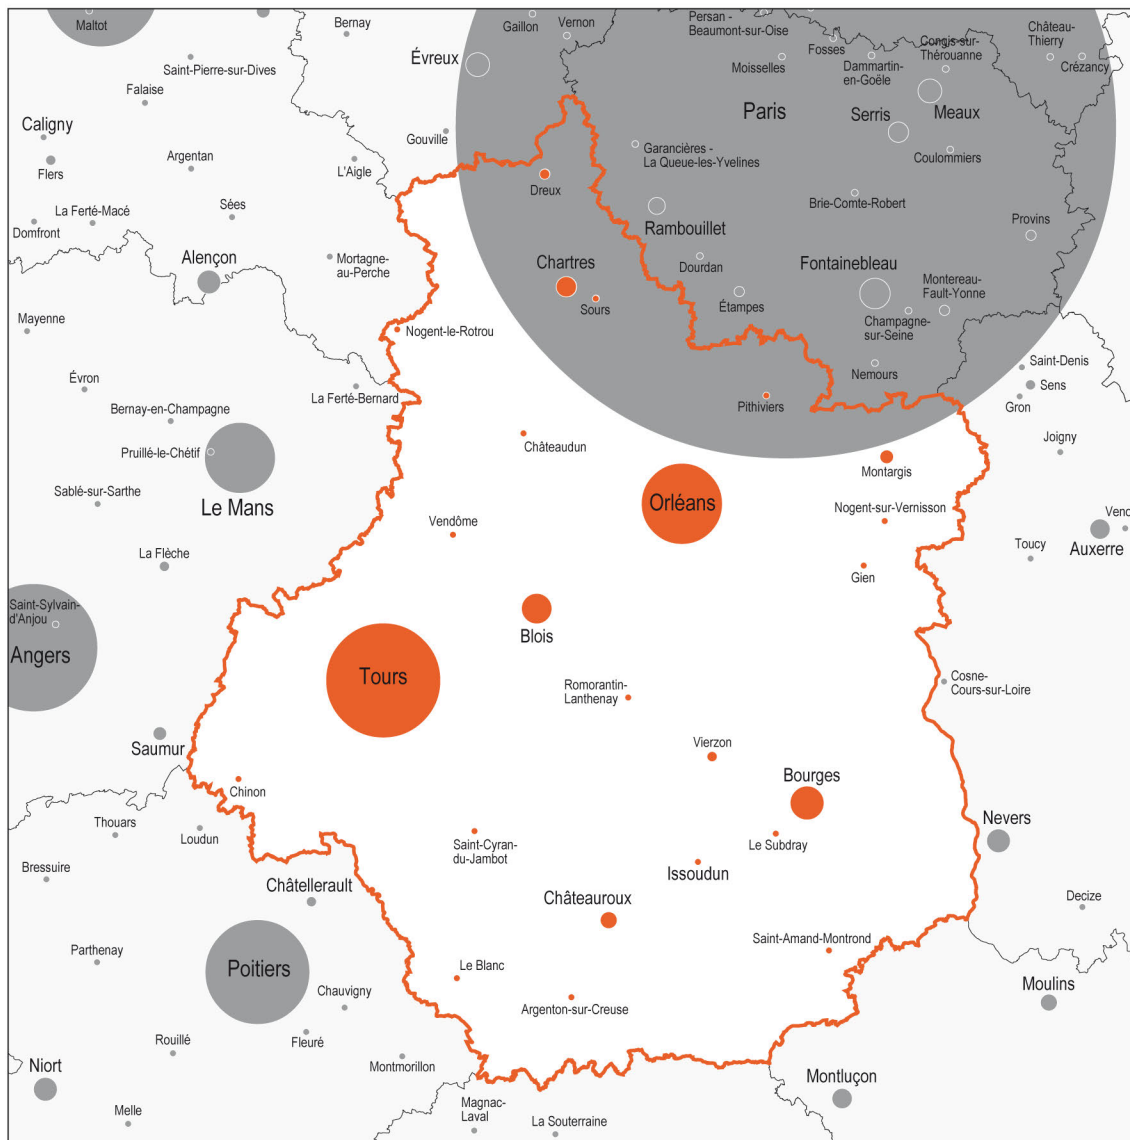 Maltot
Bernay
Gaillon
Vernon
Persan -
Beaumont-sur-Oise
Fosses
Congis-sur-
Thérouanne
Château-
Thierry
Crézancy
Saint-Pierre-sur-Dives
Évreux
Moisselles
Dammartin-
en-Goële
Falaise
Caligny
Paris
Serris
Meaux
Gouville
Garancières -
La Queue-les-Yvelines
Coulommiers
Flers
Argentan
L'Aigle
Dreux
Brie-Comte-Robert
La Ferté-Macé
Sées
Domfront
Rambouillet
Provins
Alençon
Mortagne-
au-Perche
Chartres
Dourdan
Fontainebleau
Montereau-
Fault-Yonne
Sours
Étampes
Champagne-
sur-Seine
Mayenne
Nogent-le-Rotrou
Saint-Denis
Nemours
Sens
Évron
La Ferté-Bernard
Gron
Bernay-en-Champagne
Pithiviers
Joigny
Pruillé-le-Chétif
Châteaudun
Montargis
Sablé-sur-Sarthe
Le Mans
Orléans
Nogent-sur-Vernisson
Vend
Vendôme
Auxerre
La Flèche
Toucy
Gien
Saint-Sylvain-
d'Anjou
Blois
Angers
Tours
Cosne-
Cours-sur-Loire
Romorantin-
Lanthenay
Saumur
Vierzon
Bourges
Chinon
Thouars
Loudun
Nevers
Saint-Cyran-
du-Jambot
Le Subdray
Bressuire
Issoudun
Châtellerault
Châteauroux
Decize
Parthenay
Saint-Amand-Montrond
Poitiers
Le Blanc
Chauvigny
Moulins
Argenton-sur-Creuse
Rouillé
Fleuré
Niort
Montmorillon
Montluçon
Melle
Magnac-
Laval
La Souterraine